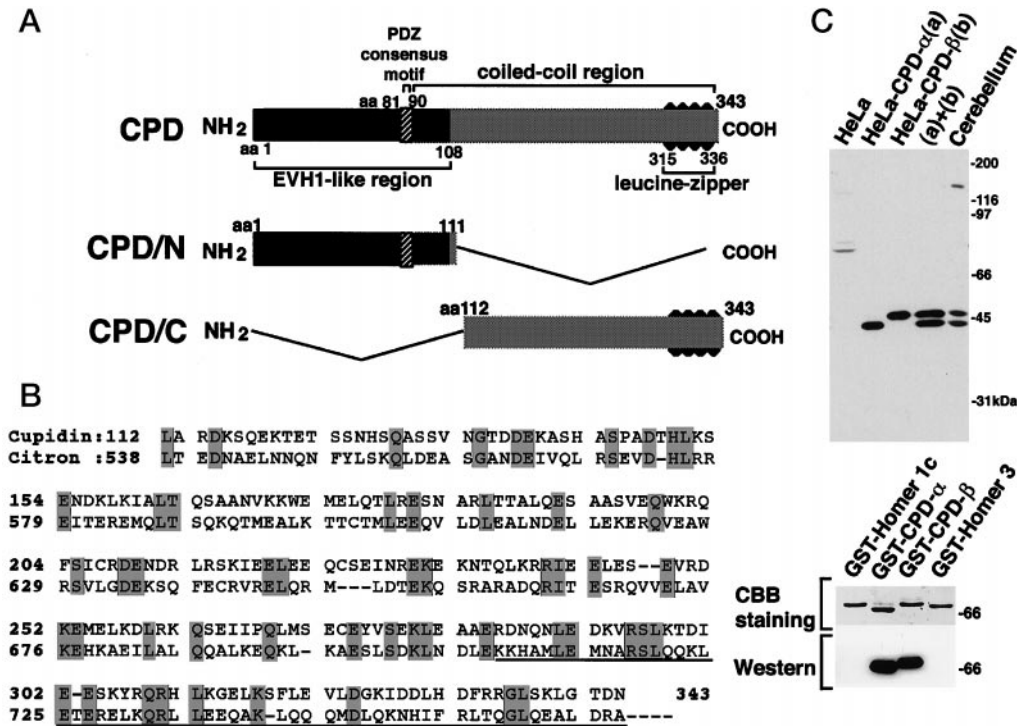 A
PDZ
consensus
motif
coiled-coil region
aa 81 90
343
CPD
NH2
COOH
aa 1
108
315
336
EVH1-like region
leucine-zipper
aa1
111
CPD/N
NH2
COOH
aa112
343
CPD/C
NH2
COOH
B
Cupidin:112 LA RDKSQEKTET SSNHSQASSV NGTDDEKASH ASPADTHLKS
Citron :538 LT EDNAELNNQN FYLSKQLDEA SGANDEIVQL RSEVD-HLRR
154 ENDKLKIALT QSAANVKKWE MELQTLRESN ARLTTALQES AASVEQWKRQ
579 EITEREMQLT SQKQTMEALK TTCTMLEEQV LDLEALNDEL LEKERQVEAW
204 FSICRDENDR LRSKIEELEE QCSEINREKE KNTQLKRRIE ELES--EVRD
629 RSVLGDEKSQ FECRVRELQR M---LDTEKQ SRARADQRIT ESRQVVELAV
252 KEMELKDLRK QSEIIPQLMS ECEYVSEKLE AAERDNQNLE DKVRSLKTDI
676 KEHKAEILAL QQALKEQKL- KAESLSDKLN DLEKKHAMLE MNARSLQQKL
302 E-ESKYRQRH LKGELKSFLE VLDGKIDDLH DFRRGLSKLG TDN 343
725 ETERELKQRL LEEQAK-LQQ QMDLQKNHIF RLTQGLQEAL DRA----
C
HeLa
HeLa-CPD-α(a)
HeLa-CPD-β(b)
(a)+(b)
Cerebellum
-200
-116
-97
-66
-45
-31kDa
GST-Homer 1c
GST-CPD-α
GST-CPD-β
GST-Homer 3
CBB
staining
-66
Western
-66